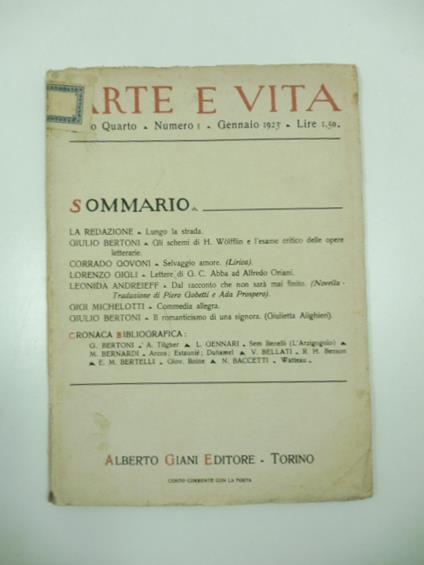 ARTE E VITA
o Quarto ▴ Numero 1 ▴ Gennaio 1923 ▴ Lire 1,50.
SOMMARIO ▴
LA REDAZIONE ▴ Lungo la strada.
GIULIO BERTONI ▴ Gli schemi di H. Wölfflin e l'esame critico delle opere
letterarie.
CORRADO GOVONI ▴ Selvaggio amore. (Lirica).
LORENZO GIGLI ▴ Lettere di G. C. Abba ad Alfredo Oriani.
LEONIDA ANDREIEFF ▴ Dal racconto che non sarà mai finito. (Novella -
Traduzione di Piero Gobetti e Ada Prospero).
GIGI MICHELOTTI ▴ Commedia allegra.
GIULIO BERTONI ▴ Il romanticismo di una signora. (Giulietta Alighieri).
CRONACA BIBLIOGRAFICA:
G. BERTONI ▴ A. Tilgher ▴ L. GENNARI ▴ Sem Benelli (L'Arzigogolo) ▴
M. BERNARDI ▴ Arcos; Estaunié; Duhamel ▴ V. BELLATI ▴ R. H. Benson
▴ E. M. BERTELLI ▴ Giov. Boine ▴ N. BACCETTI ▴ Watteau ▴
ALBERTO GIANI EDITORE - TORINO
CONTO CORRENTE CON LA POSTA